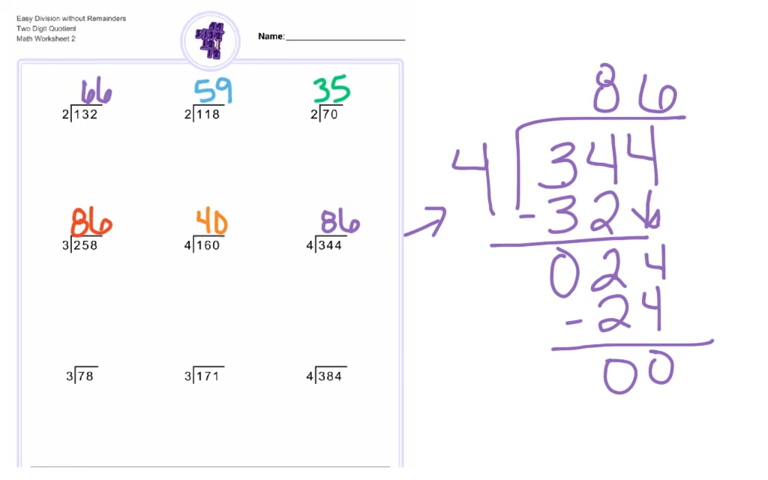 Easy Division without Remainders
Two Digit Quotient
Math Worksheet 2
Name:
66 59 35
2 132 2 118 2 70
86 40 86
3 258 4 160 4 344
3 78 3 171 4 384
86
4 344
-32
024
-24
00